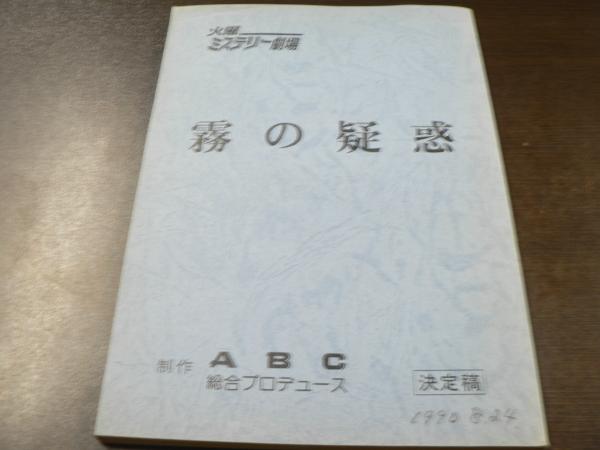 火曜
ミステリー劇場
霧の疑惑
制作 ABC
総合プロデュース
決定稿
1990 8.24